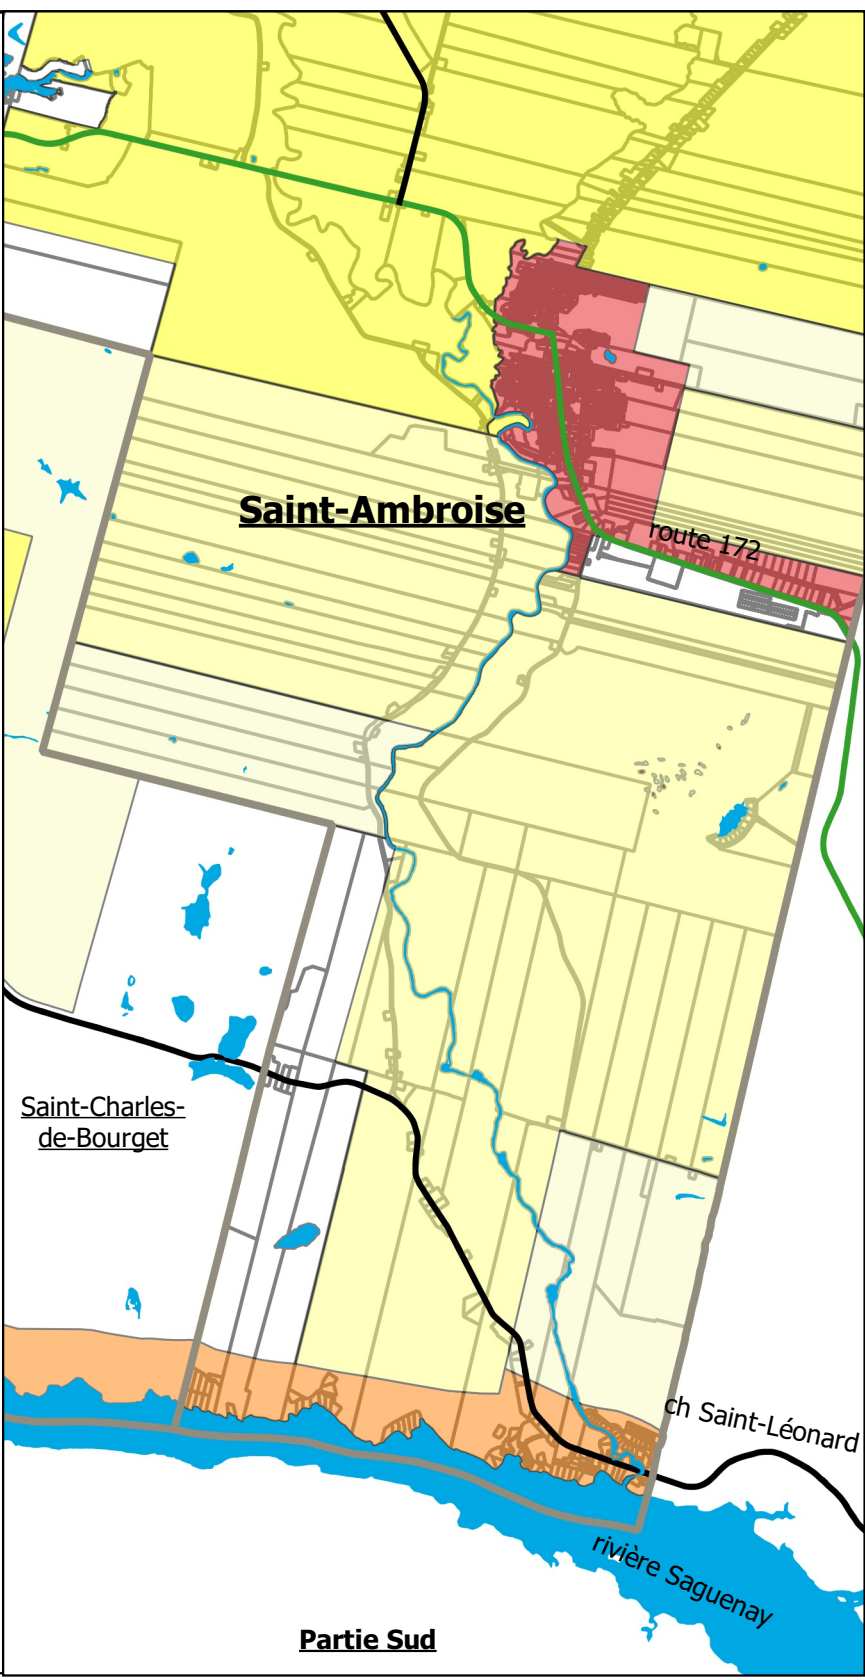 Saint-Ambroise
route 172
Saint-Charles-
de-Bourget
ch Saint-Léonard
rivière Saguenay
Partie Sud